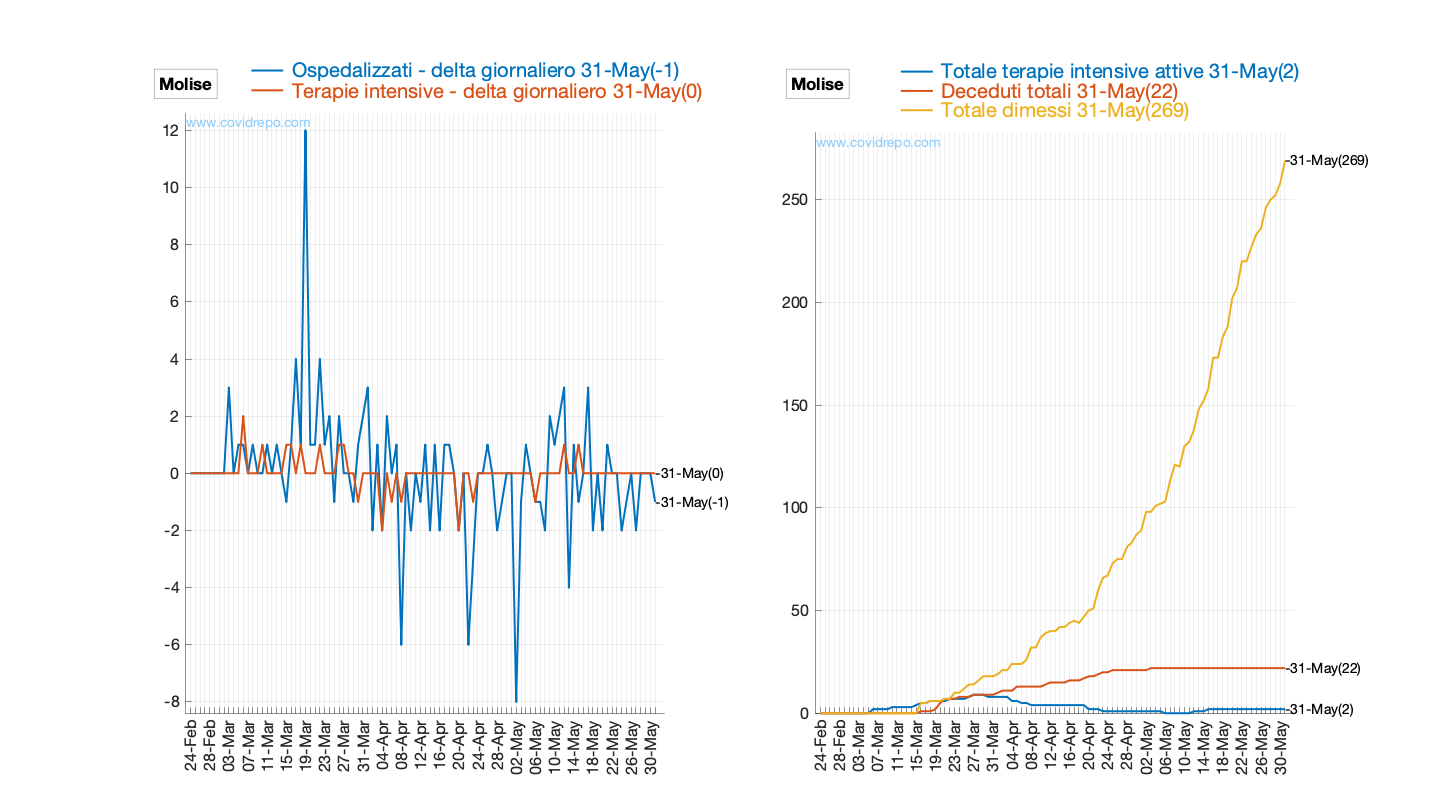 Molise
Ospedalizzati - delta giornaliero 31-May(-1)
Terapie intensive - delta giornaliero 31-May(0)
www.covidrepo.com
12
10
8
6
4
2
0
-2
-4
-6
-8
-31-May(0)
-31-May(-1)
24-Feb
28-Feb
03-Mar
07-Mar
11-Mar
15-Mar
19-Mar
23-Mar
27-Mar
31-Mar
04-Apr
08-Apr
12-Apr
16-Apr
20-Apr
24-Apr
28-Apr
02-May
06-May
10-May
14-May
18-May
22-May
26-May
30-May
Molise
Totale terapie intensive attive 31-May(2)
Deceduti totali 31-May(22)
Totale dimessi 31-May(269)
www.covidrepo.com
250
200
150
100
50
0
-31-May(269)
-31-May(22)
-31-May(2)
24-Feb
28-Feb
03-Mar
07-Mar
11-Mar
15-Mar
19-Mar
23-Mar
27-Mar
31-Mar
04-Apr
08-Apr
12-Apr
16-Apr
20-Apr
24-Apr
28-Apr
02-May
06-May
10-May
14-May
18-May
22-May
26-May
30-May